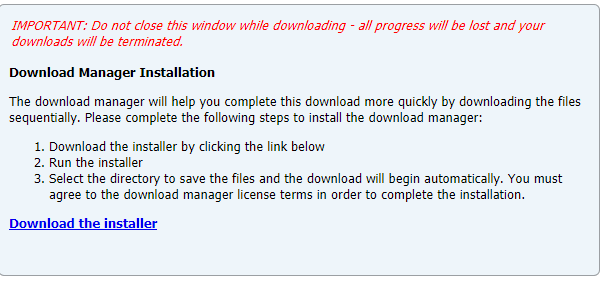 IMPORTANT: Do not close this window while downloading - all progress will be lost and your
downloads will be terminated.
Download Manager Installation
The download manager will help you complete this download more quickly by downloading the files
sequentially. Please complete the following steps to install the download manager:
1. Download the installer by clicking the link below
2. Run the installer
3. Select the directory to save the files and the download will begin automatically. You must
agree to the download manager license terms in order to complete the installation.
Download the installer